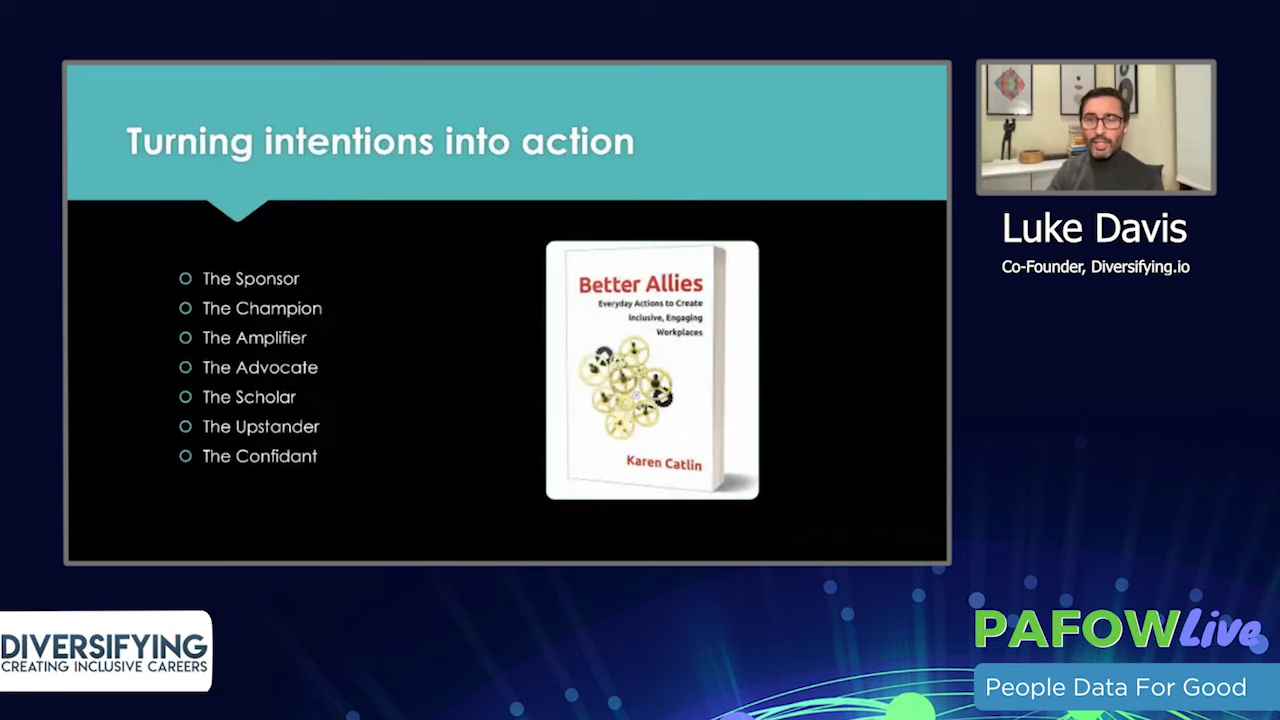 Turning intentions into action
The Sponsor
The Champion
The Amplifier
The Advocate
The Scholar
The Upstander
The Confidant
Better Allies
Everyday Actions to Create
Inclusive, Engaging
Workplaces
Karen Catlin
Luke Davis
Co-Founder, Diversifying.io
DIVERSIFYING
CREATING INCLUSIVE CAREERS
PAFOWLive
People Data For Good